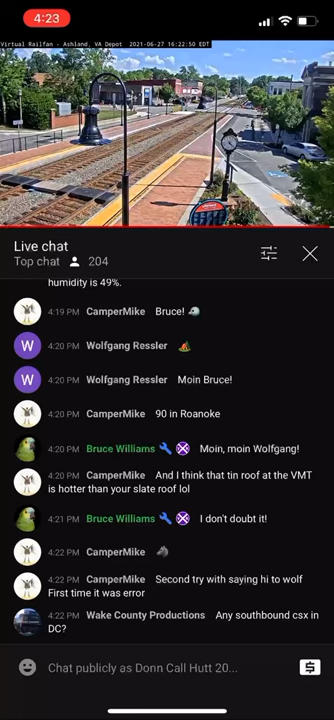 4:23
Virtual Railfan - Ashland, VA Depot 2021-06-27 16:22:50 EDT
Live chat
Top chat 204
humidity is 49%.
4:19 PM CamperMike Bruce!
W 4:20 PM Wolfgang Ressler
W 4:20 PM Wolfgang Ressler Moin Bruce!
4:20 PM CamperMike 90 in Roanoke
4:20 PM Bruce Williams Moin, moin Wolfgang!
4:20 PM CamperMike And I think that tin roof at the VMT
is hotter than your slate roof lol
4:21 PM Bruce Williams I don't doubt it!
4:22 PM CamperMike
4:22 PM CamperMike Second try with saying hi to wolf
First time it was error
4:22 PM Wake County Productions Any southbound csx in
DC?
Chat publicly as Donn Call Hutt 20...
$